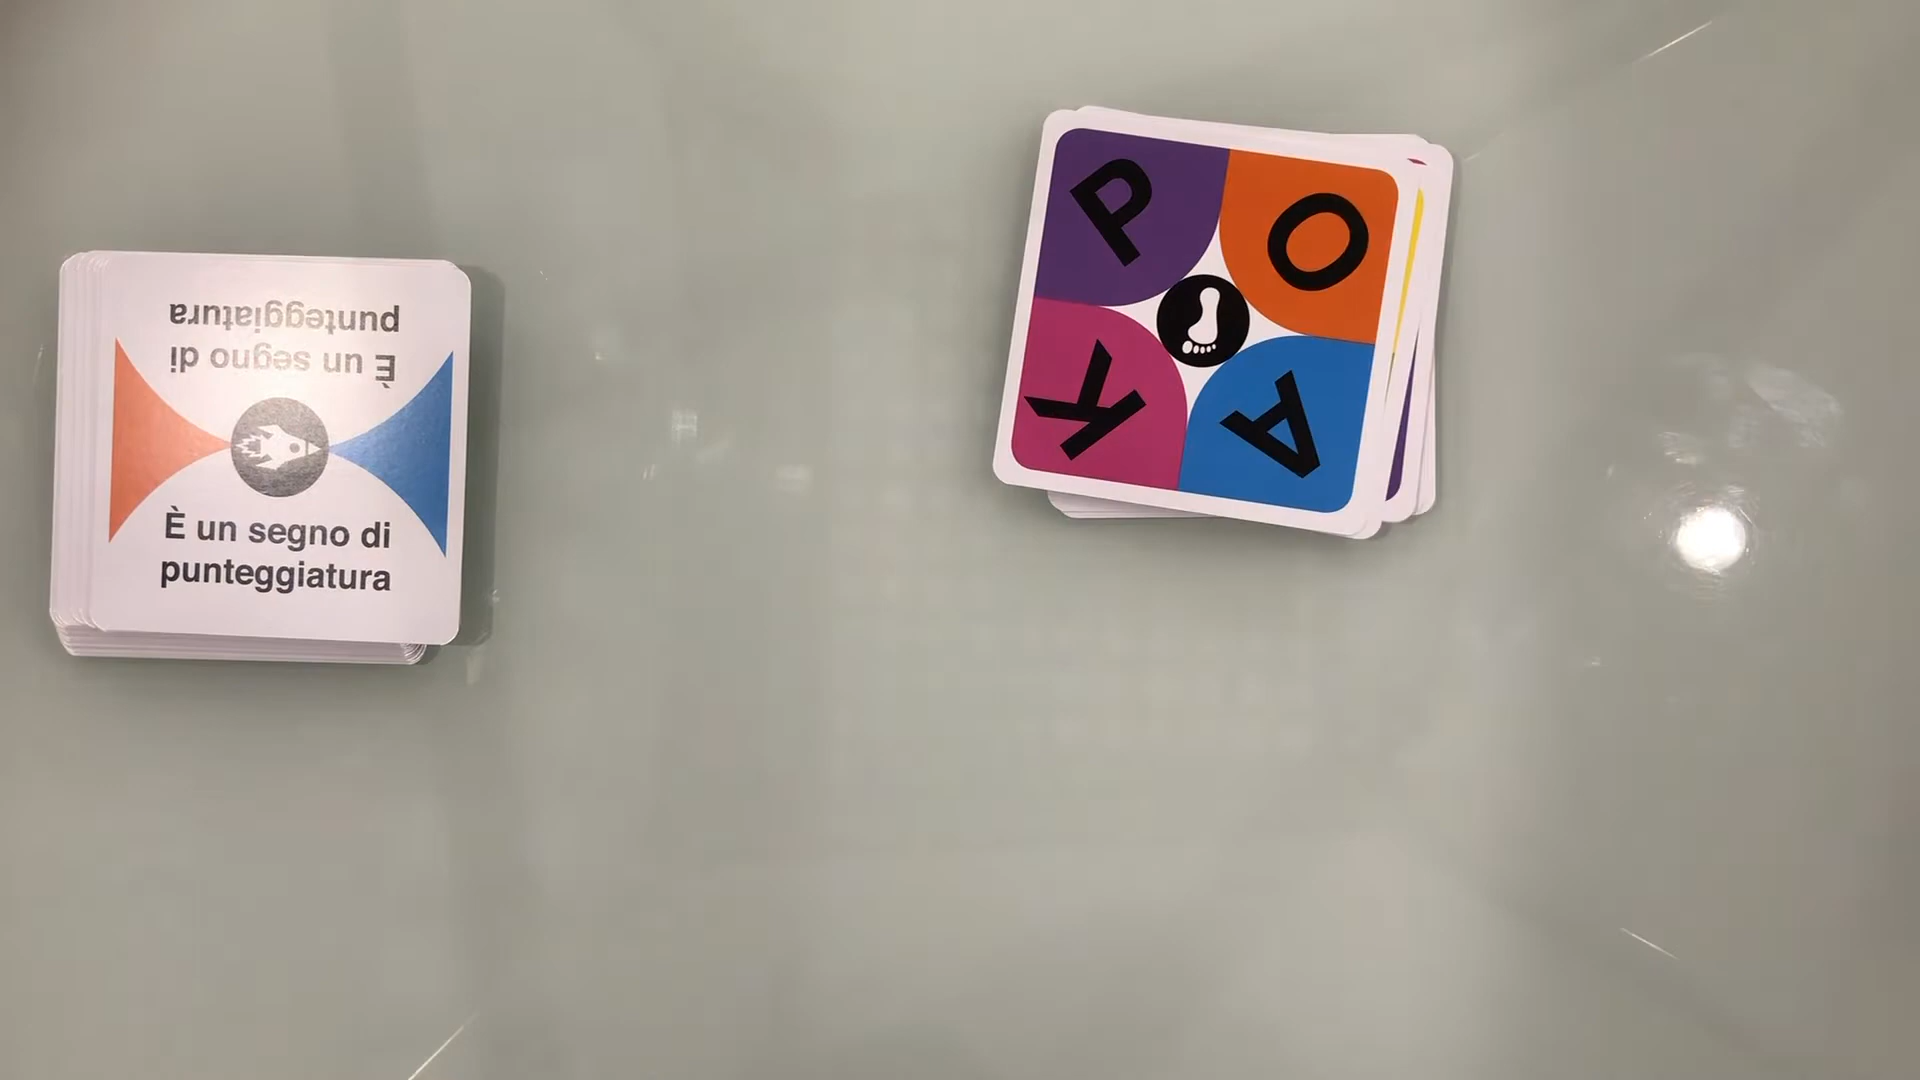 È un segno di
punteggiatura
È un segno di
punteggiatura
P
O
K
A